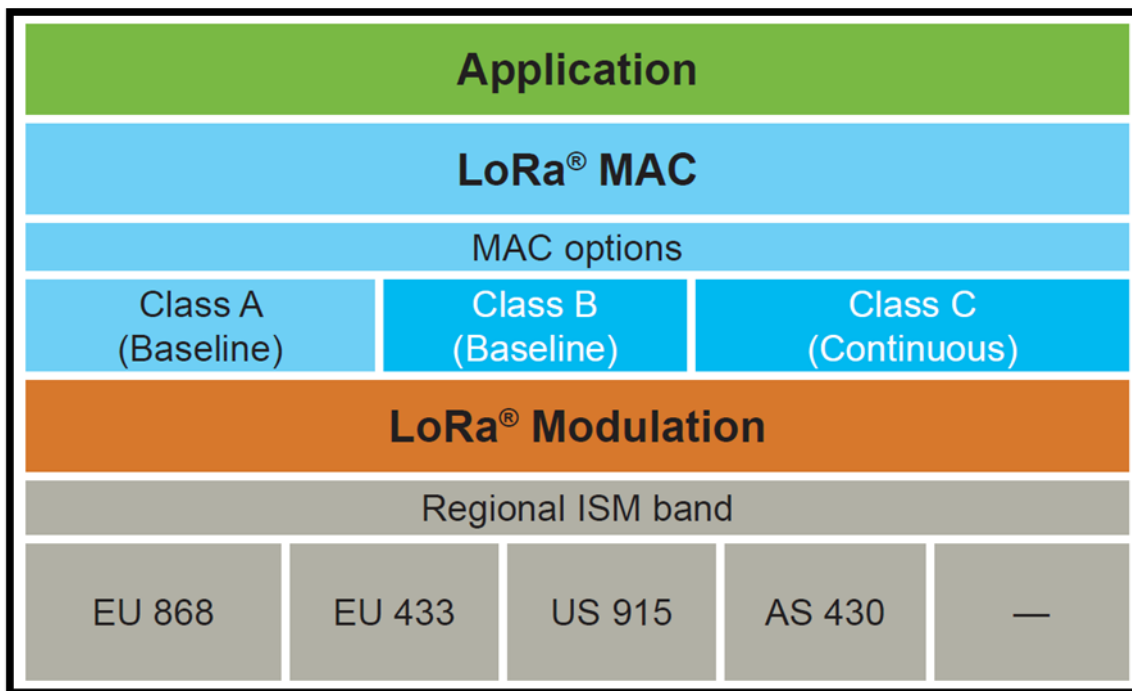 Application
LoRa® MAC
MAC options
Class A
(Baseline)
Class B
(Baseline)
Class C
(Continuous)
LoRa® Modulation
Regional ISM band
EU 868
EU 433
US 915
AS 430
—